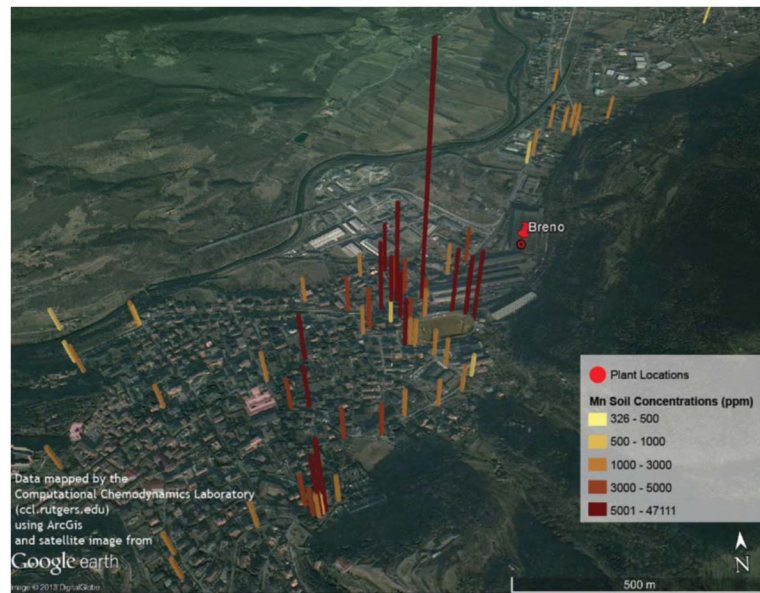 Breno
Plant Locations
Mn Soil Concentrations (ppm)
326 - 500
500 - 1000
1000 - 3000
3000 - 5000
5001 - 47111
Data mapped by the
Computational Chemodynamics Laboratory
(ccl.rutgers.edu)
using ArcGis
and satellite image from
Google earth
Image © 2013 DigitalGlobe
N
500 m